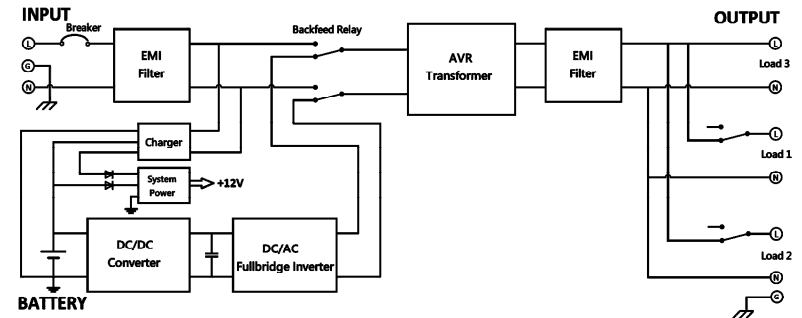 INPUT
OUTPUT
Breaker
Backfeed Relay
L
G
N
EMI
Filter
AVR
Transformer
EMI
Filter
L
Load 3
N
Charger
L
Load 1
System
Power
+12V
N
DC/DC
Converter
DC/AC
Fullbridge Inverter
L
Load 2
N
G
BATTERY